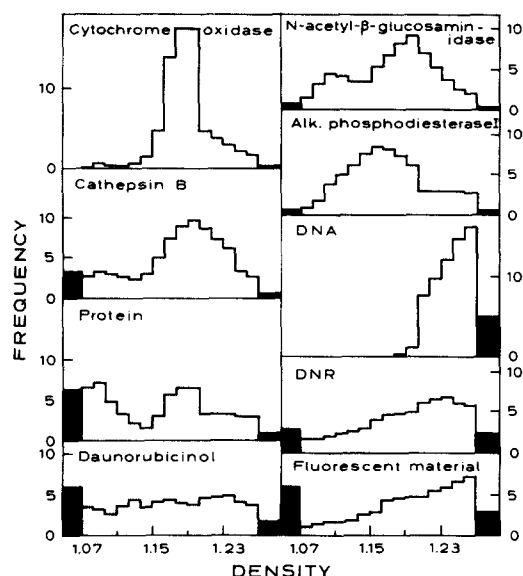 Cytochrome oxidase
10
0
Cathepsin B
10
5
0
Protein
10
5
0
Daunorubicinol
10
5
0
1.07
1.15
1.23
N-acetyl-β-glucosamin-
idase
10
5
0
Alk. phosphodiesterase I
10
5
0
DNA
10
0
DNR
10
5
0
Fluorescent material
10
5
0
1.07
1.15
1.23
FREQUENCY
DENSITY